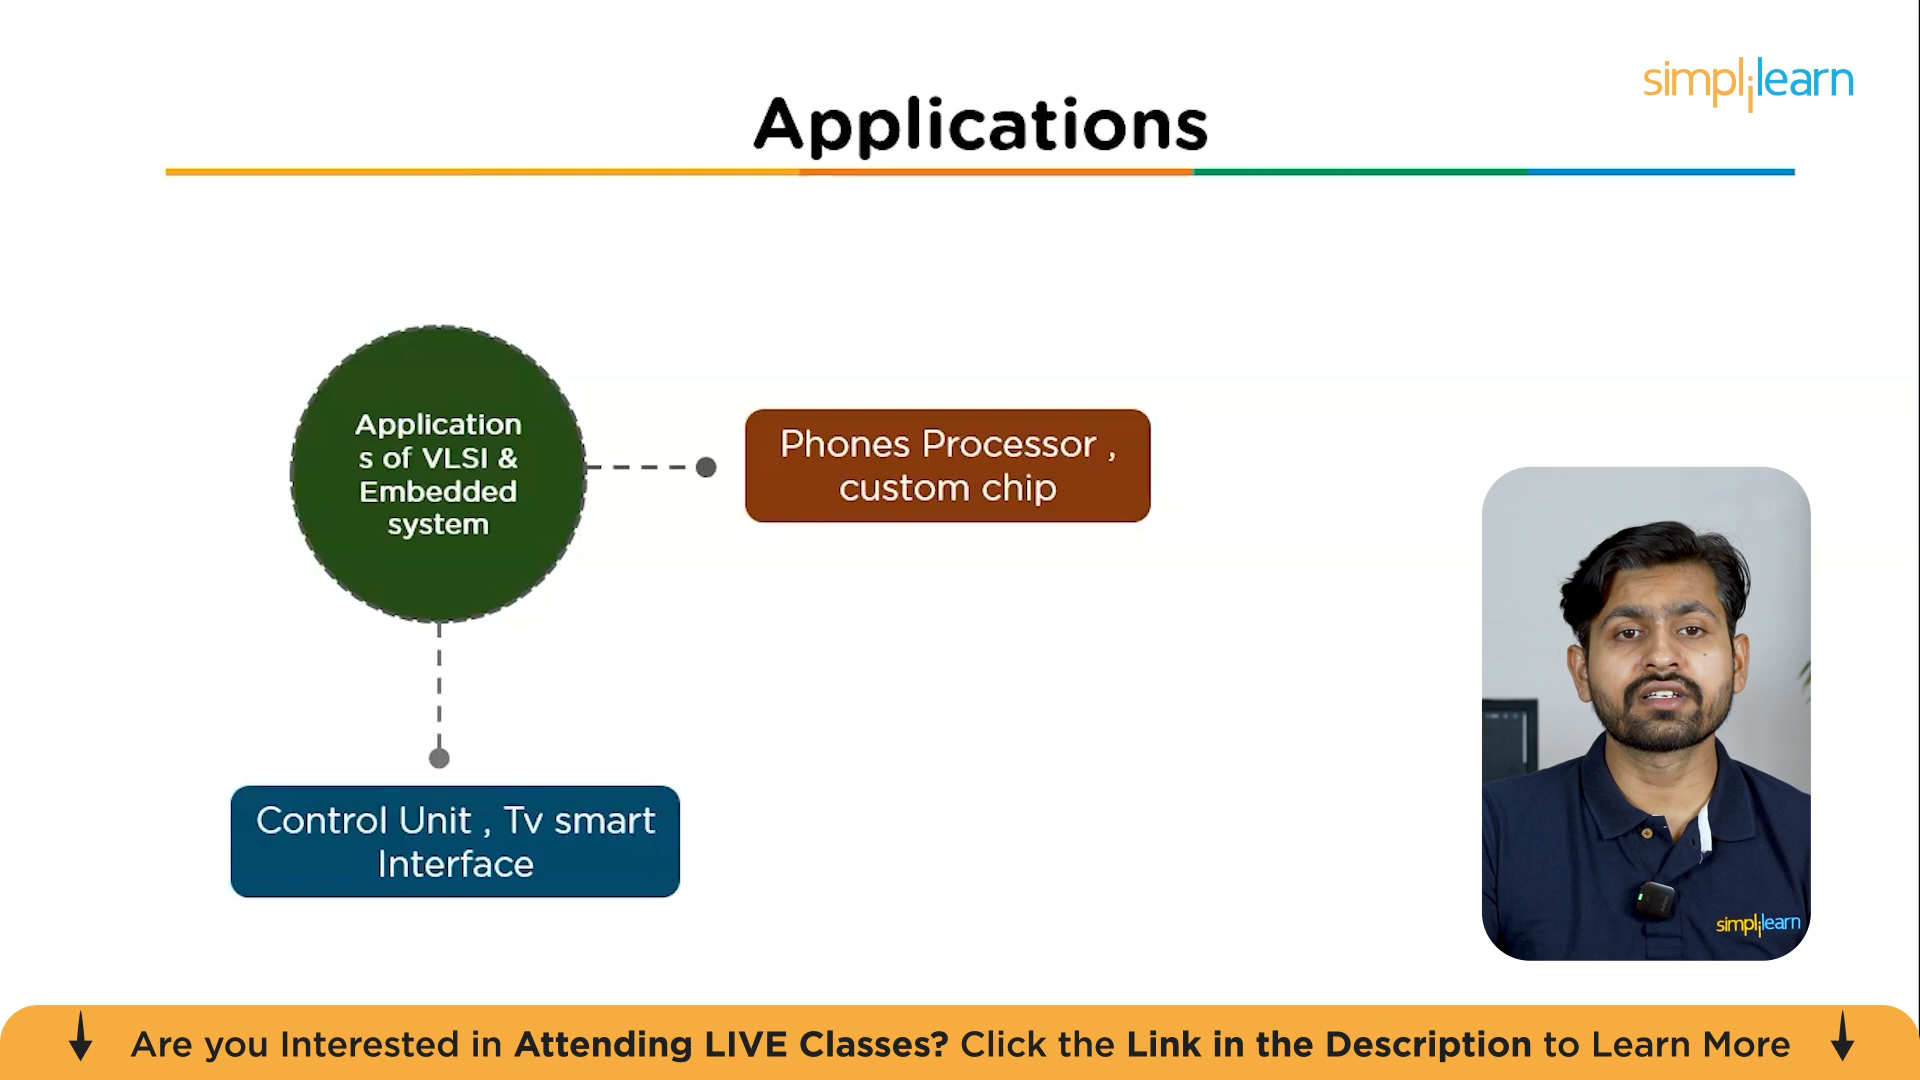 simplilearn
Applications
Application
s of VLSI &
Embedded
system
Phones Processor ,
custom chip
Control Unit , Tv smart
Interface
simplilearn
Are you Interested in Attending LIVE Classes? Click the Link in the Description to Learn More